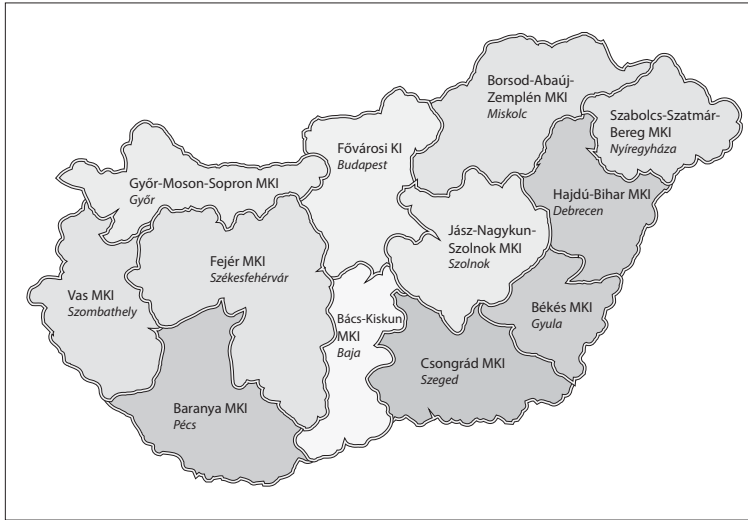 Borsod-Abaúj-
Zemplén MKI
Miskolc
Szabolcs-Szatmár-
Bereg MKI
Nyíregyháza
Fővárosi KI
Budapest
Győr-Moson-Sopron MKI
Győr
Hajdú-Bihar MKI
Debrecen
Jász-Nagykun-
Szolnok MKI
Szolnok
Fejér MKI
Székesfehérvár
Vas MKI
Szombathely
Békés MKI
Gyula
Bács-Kiskun
MKI
Baja
Csongrád MKI
Szeged
Baranya MKI
Pécs